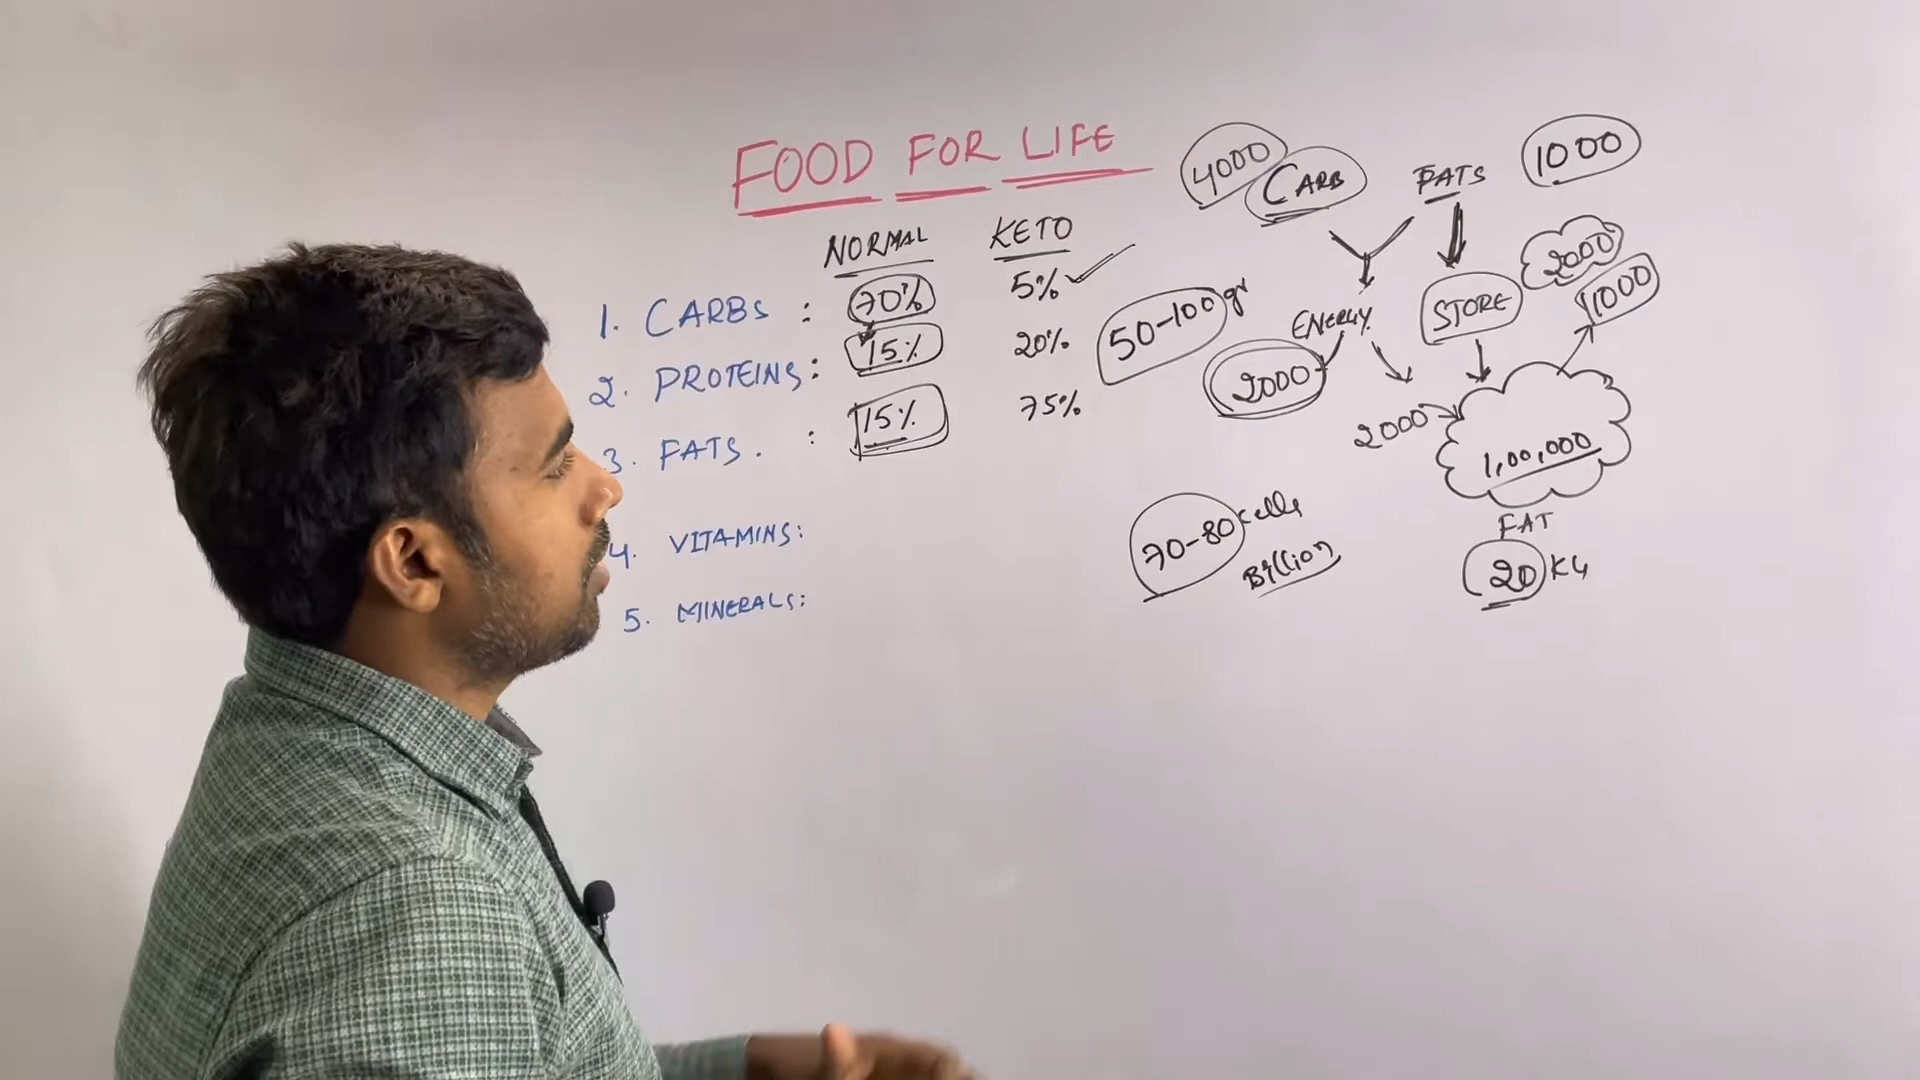 FOOD FOR LIFE
NORMAL KETO
1. CARBS : 70% 5%
2. PROTEINS : 15% 20%
3. FATS. : 15% 75%
4. VITAMINS:
5. MINERALS:
4000 CARB FATS 1000
50-100 gr
ENERGY STORE 2000 1000
2000
2000 1,00,000
FAT
20 KG
70-80 cells
Billion